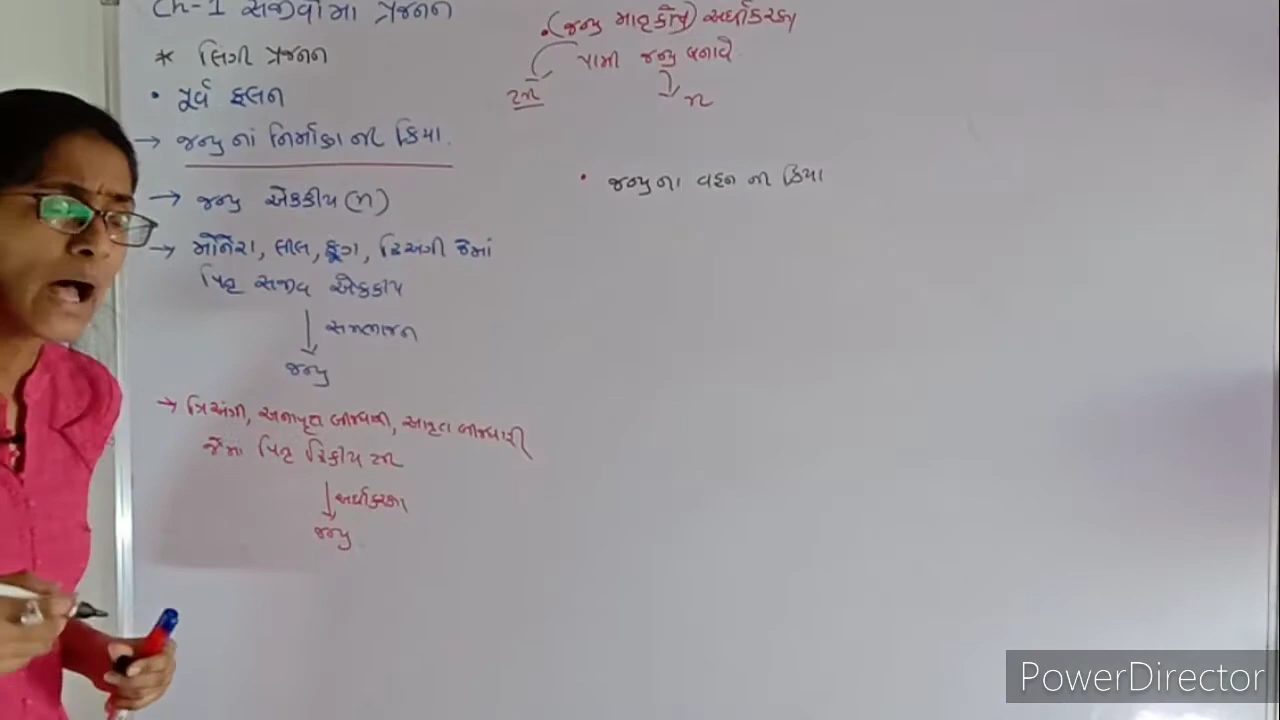 Ch-1 સજીવોમાં પ્રજનન
* લિંગી પ્રજનન
• પૂર્વ ફલન
→ જન્યુનાં નિર્માણની ક્રિયા.
→ જન્યુ એકકીય (n)
→ મોનેરા, લીલ, ફૂગ, દ્વિઅંગી જેમાં
પિતૃ સજીવ એકકીય
↓ સમભાજન
જન્યુ
→ ત્રિઅંગી, અનાવૃત બીજધારી, આવૃત બીજધારી
જેમા પિતૃ દ્વિકીય 2n
↓ અર્ધીકરણ
જન્યુ
• (જન્યુ માતૃકોષ) અર્ધીકરણ
પામી જન્યુ બનાવે
2n → n
• જન્યુના વહન ની ક્રિયા
PowerDirector